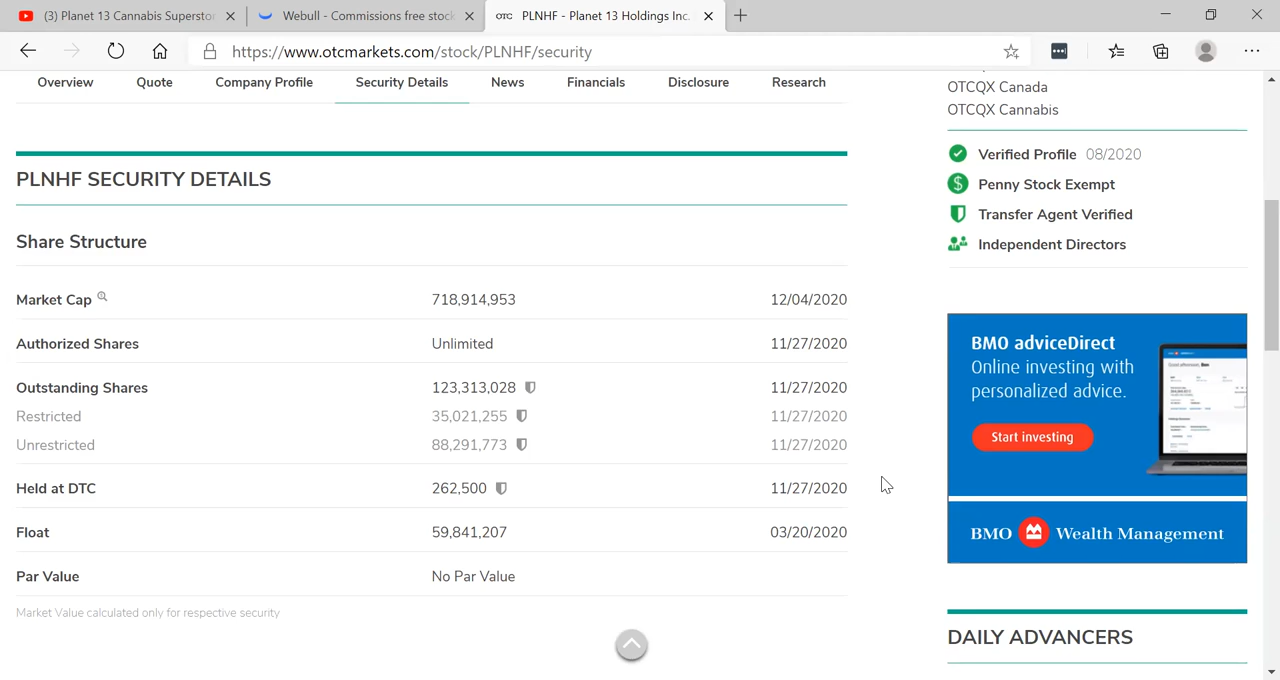 (3) Planet 13 Cannabis Superstor
Webull - Commissions free stock
OTC PLNHF - Planet 13 Holdings Inc.
https://www.otcmarkets.com/stock/PLNHF/security
Overview Quote Company Profile Security Details News Financials Disclosure Research
OTCQX Canada
OTCQX Cannabis
Verified Profile 08/2020
Penny Stock Exempt
Transfer Agent Verified
Independent Directors
PLNHF SECURITY DETAILS
Share Structure
Market Cap 718,914,953 12/04/2020
Authorized Shares Unlimited 11/27/2020
Outstanding Shares 123,313,028 11/27/2020
Restricted 35,021,255 11/27/2020
Unrestricted 88,291,773 11/27/2020
Held at DTC 262,500 11/27/2020
Float 59,841,207 03/20/2020
Par Value No Par Value
Market Value calculated only for respective security
BMO adviceDirect
Online investing with
personalized advice.
Start investing
BMO Wealth Management
DAILY ADVANCERS